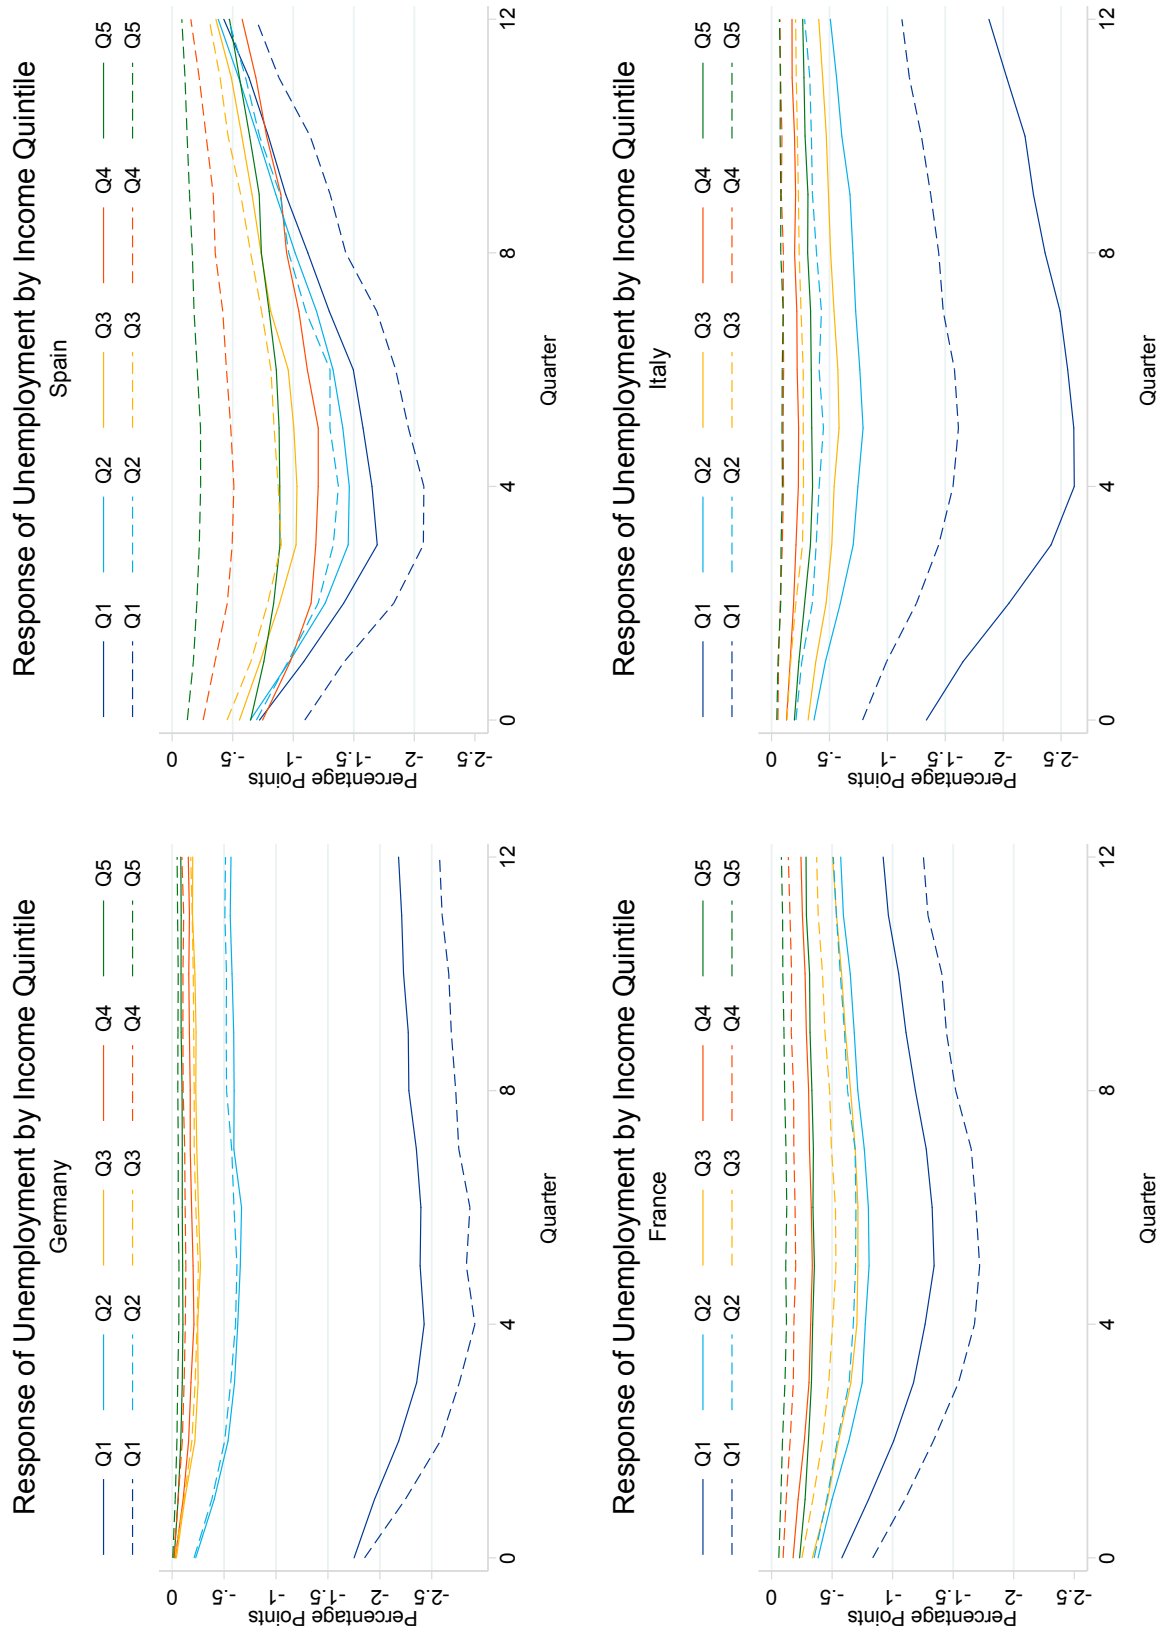 Response of Unemployment by Income Quintile
Germany
Q1 Q2 Q3 Q4 Q5
Q1 Q2 Q3 Q4 Q5
Percentage Points
0
-.5
-1
-1.5
-2
-2.5
0 4 8 12
Quarter
Response of Unemployment by Income Quintile
Spain
Q1 Q2 Q3 Q4 Q5
Q1 Q2 Q3 Q4 Q5
Percentage Points
0
-.5
-1
-1.5
-2
-2.5
0 4 8 12
Quarter
Response of Unemployment by Income Quintile
France
Q1 Q2 Q3 Q4 Q5
Q1 Q2 Q3 Q4 Q5
Percentage Points
0
-.5
-1
-1.5
-2
-2.5
0 4 8 12
Quarter
Response of Unemployment by Income Quintile
Italy
Q1 Q2 Q3 Q4 Q5
Q1 Q2 Q3 Q4 Q5
Percentage Points
0
-.5
-1
-1.5
-2
-2.5
0 4 8 12
Quarter